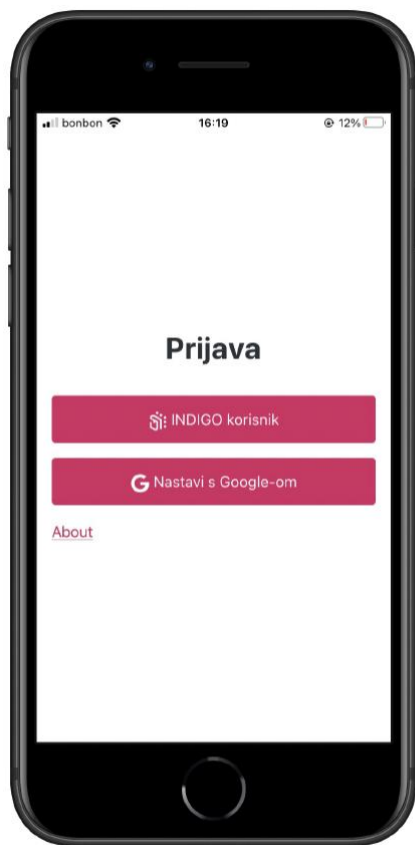 bonbon 16:19 12%
Prijava
INDIGO korisnik
G Nastavi s Google-om
About